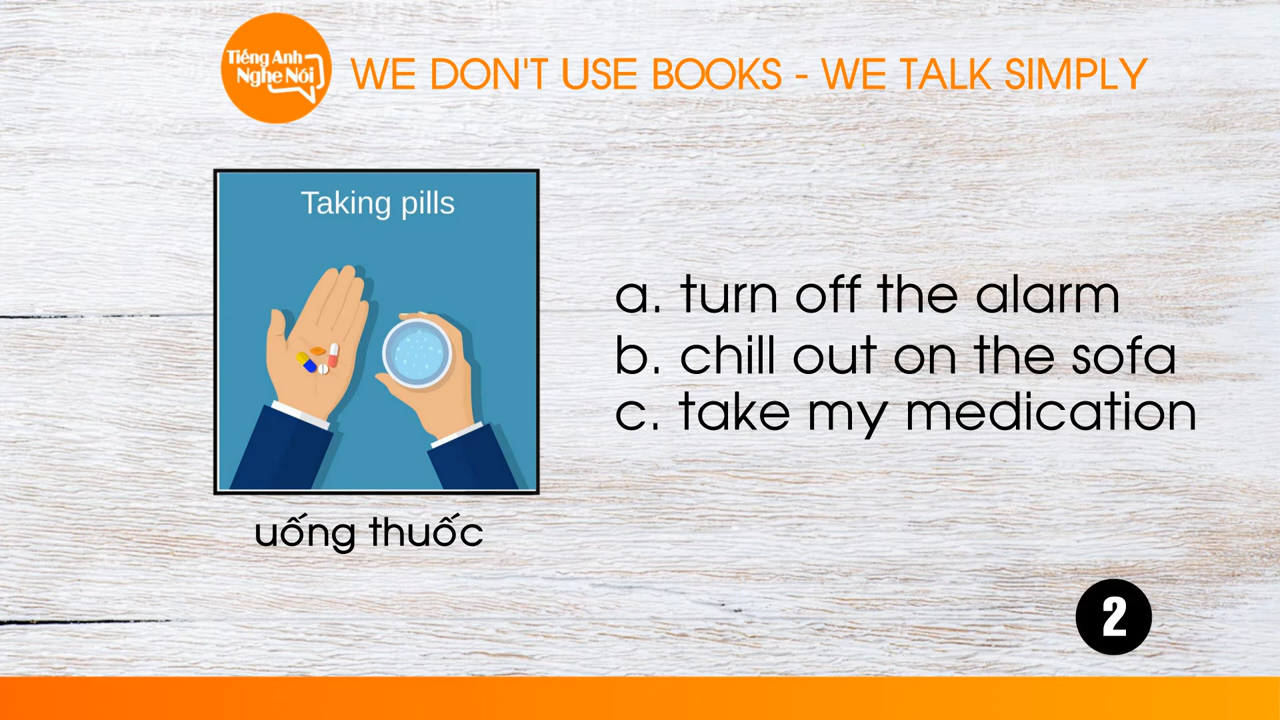 Tiếng Anh
Nghe Nói
WE DON'T USE BOOKS - WE TALK SIMPLY
Taking pills
uống thuốc
a. turn off the alarm
b. chill out on the sofa
c. take my medication
2